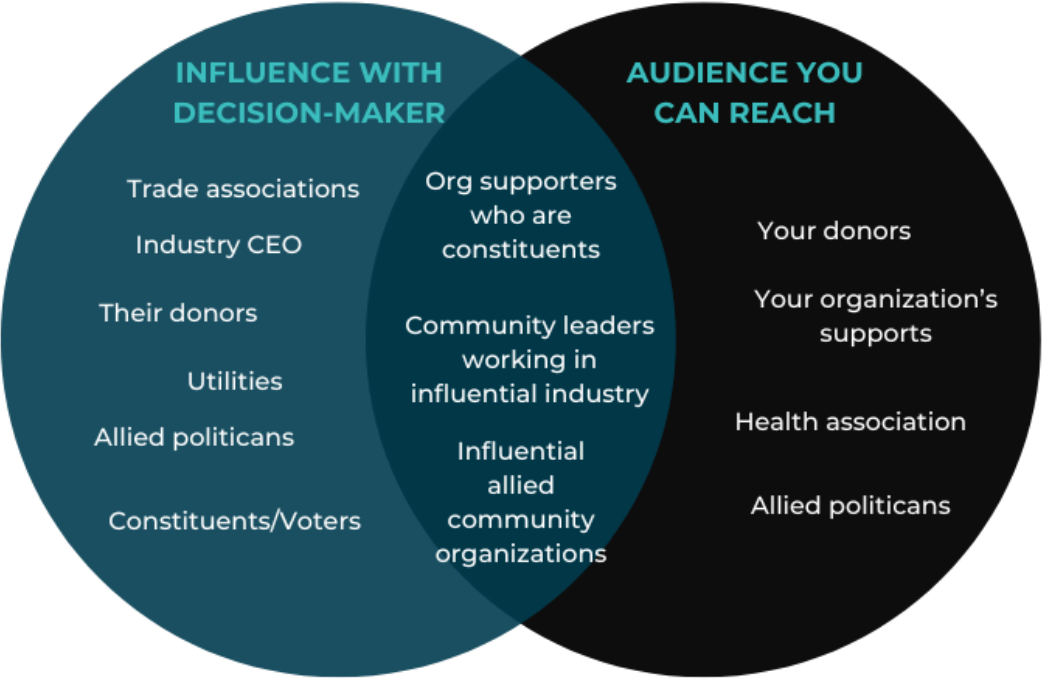 INFLUENCE WITH
DECISION-MAKER
Trade associations
Industry CEO
Their donors
Utilities
Allied politicans
Constituents/Voters
Org supporters
who are
constituents
Community leaders
working in
influential industry
Influential
allied
community
organizations
AUDIENCE YOU
CAN REACH
Your donors
Your organization's
supports
Health association
Allied politicans